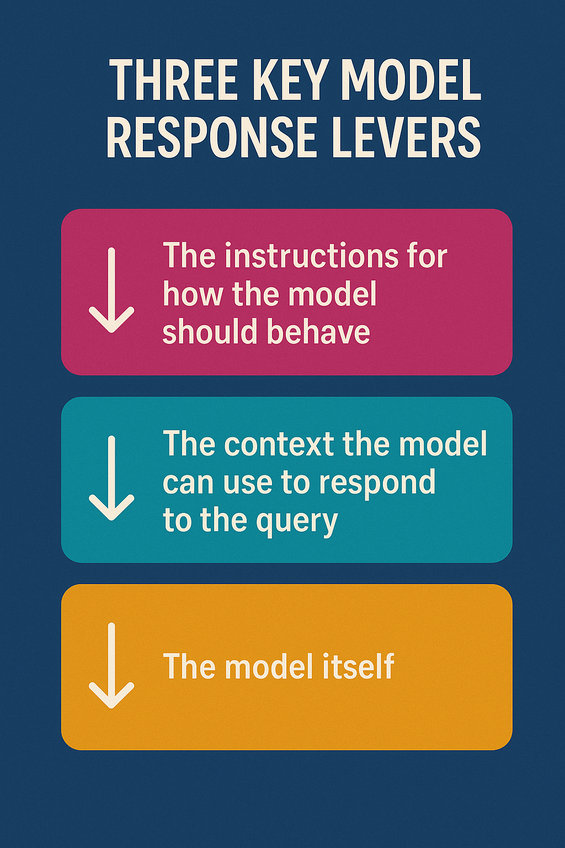 THREE KEY MODEL
RESPONSE LEVERS
The instructions for
how the model
should behave
The context the model
can use to respond
to the query
The model itself